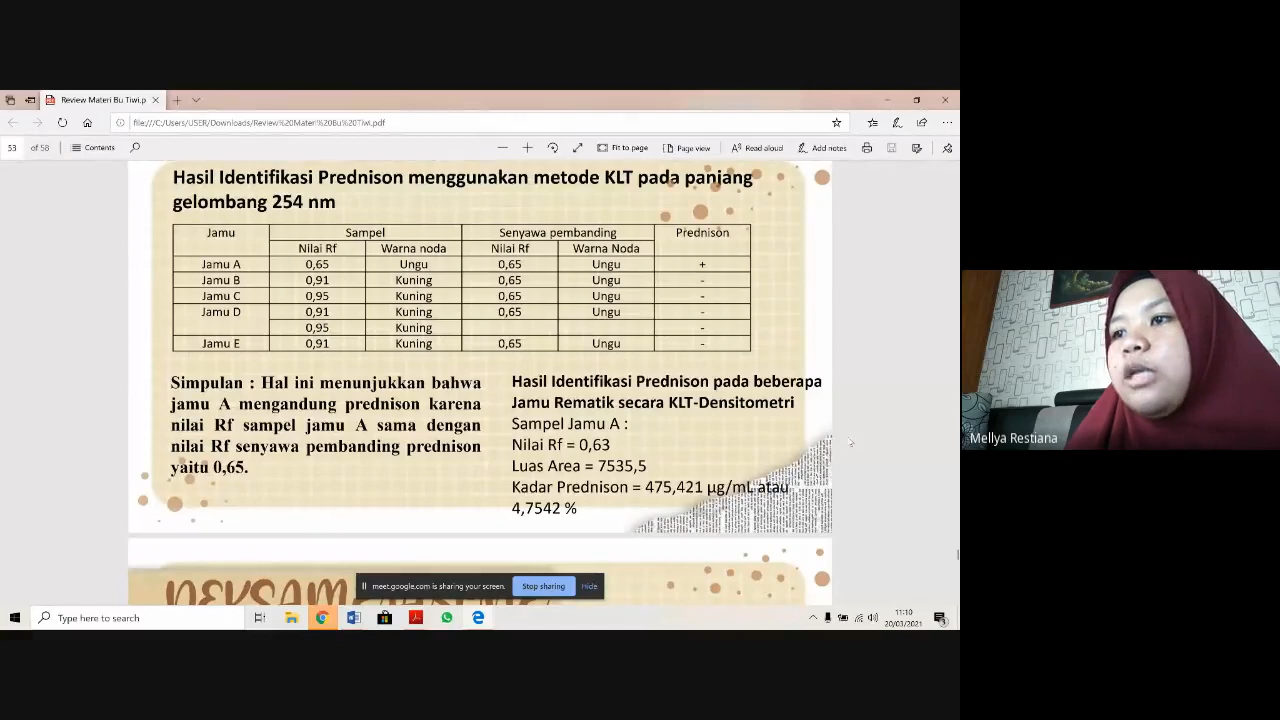 Review Materi Bu Tiwi.p
file:///C:/Users/USER/Downloads/Review%20Materi%20Bu%20Tiwi.pdf
53 of 58 Contents Fit to page Page view Read aloud Add notes
Hasil Identifikasi Prednison menggunakan metode KLT pada panjang
gelombang 254 nm
Jamu Sampel Senyawa pembanding Prednison
Nilai Rf Warna noda Nilai Rf Warna Noda
Jamu A 0,65 Ungu 0,65 Ungu +
Jamu B 0,91 Kuning 0,65 Ungu -
Jamu C 0,95 Kuning 0,65 Ungu -
Jamu D 0,91 Kuning 0,65 Ungu -
0,95 Kuning -
Jamu E 0,91 Kuning 0,65 Ungu -
Simpulan : Hal ini menunjukkan bahwa
jamu A mengandung prednison karena
nilai Rf sampel jamu A sama dengan
nilai Rf senyawa pembanding prednison
yaitu 0,65.
Hasil Identifikasi Prednison pada beberapa
Jamu Rematik secara KLT-Densitometri
Sampel Jamu A :
Nilai Rf = 0,63
Luas Area = 7535,5
Kadar Prednison = 475,421 µg/mL atau
4,7542 %
meet.google.com is sharing your screen. Stop sharing Hide
Type here to search
11:10
20/03/2021
Mellya Restiana